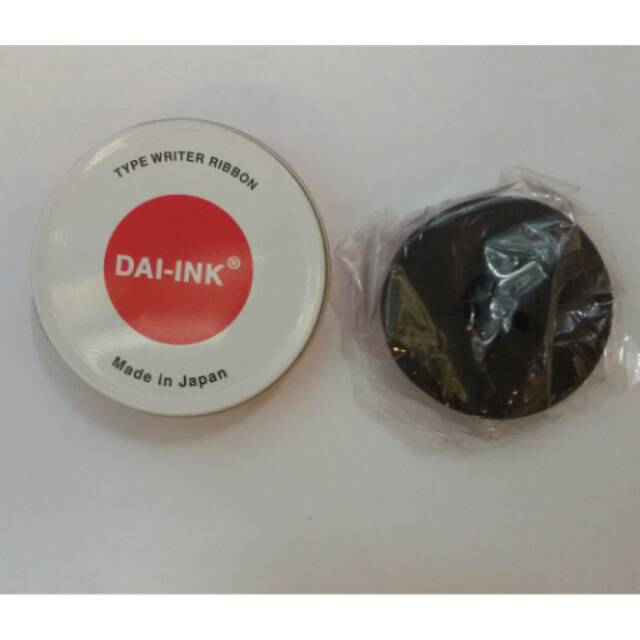 TYPE WRITER RIBBON
DAI-INK®
Made in Japan